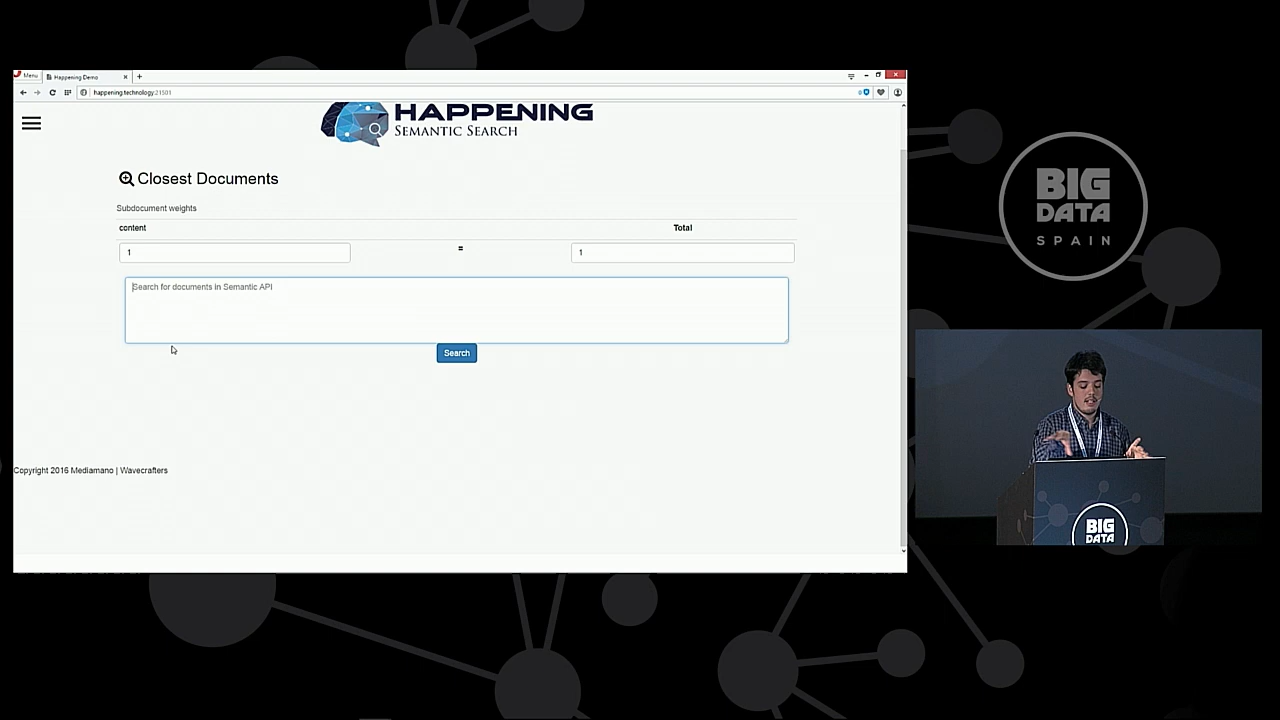 Menu
Happening Demo
happening.technology:21501
HAPPENING
SEMANTIC SEARCH
Closest Documents
Subdocument weights
content
Total
1
=
1
Search for documents in Semantic API
Search
Copyright 2016 Mediamano | Wavecrafters
BIG
DATA
SPAIN
BIG
DATA